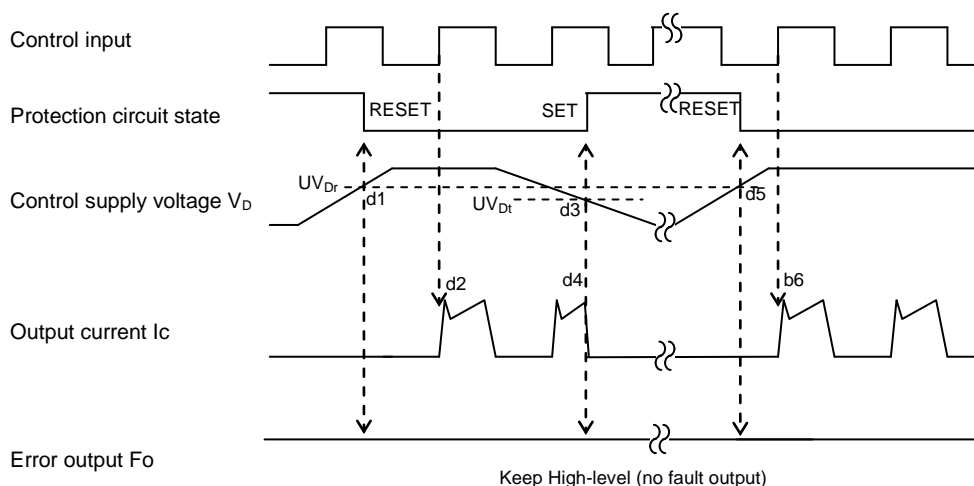 Control input
Protection circuit state
RESET
SET
RESET
Control supply voltage VD
UVDr
d1
UVDt
d3
d5
d2
d4
b6
Output current Ic
Error output Fo
Keep High-level (no fault output)